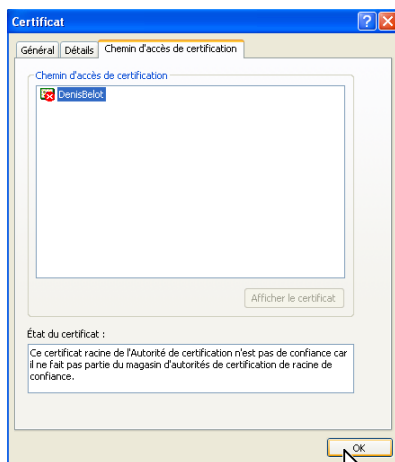 Certificat
Général Détails Chemin d'accès de certification
Chemin d'accès de certification
DenisBelot
Afficher le certificat
État du certificat :
Ce certificat racine de l'Autorité de certification n'est pas de confiance car
il ne fait pas partie du magasin d'autorités de certification de racine de
confiance.
OK